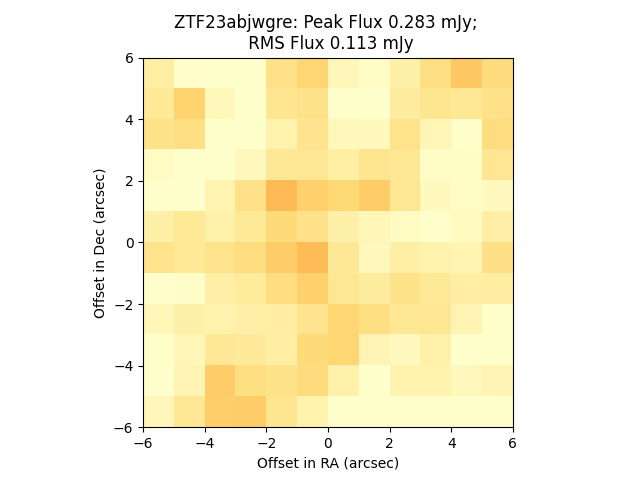 ZTF23abjwgre: Peak Flux 0.283 mJy;
RMS Flux 0.113 mJy
6
4
2
0
−2
−4
−6
Offset in Dec (arcsec)
−6 −4 −2 0 2 4 6
Offset in RA (arcsec)